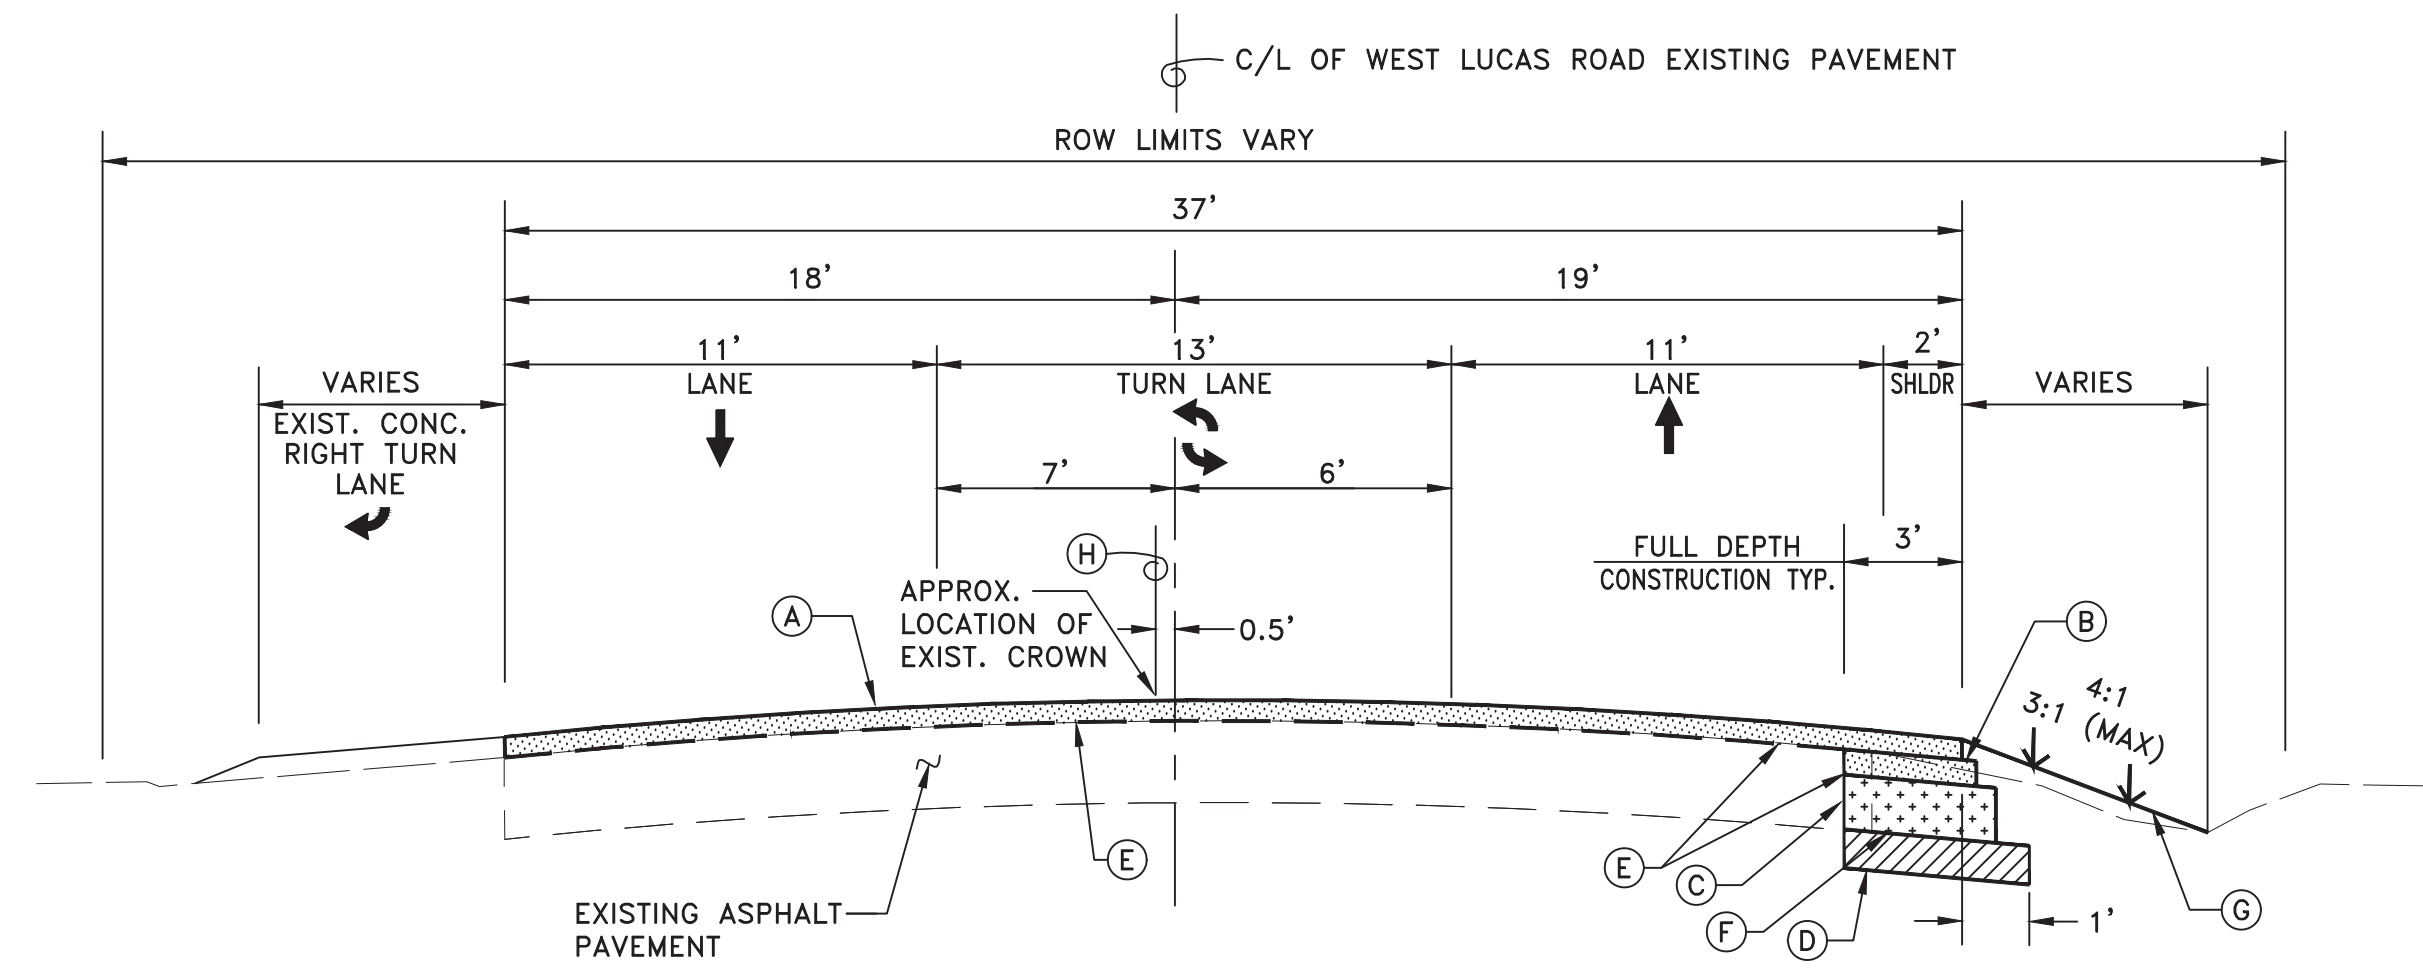 C/L OF WEST LUCAS ROAD EXISTING PAVEMENT
ROW LIMITS VARY
37'
18'
19'
11'
LANE
13'
TURN LANE
11'
LANE
2'
SHLDR
VARIES
EXIST. CONC.
RIGHT TURN
LANE
VARIES
7'
6'
FULL DEPTH
CONSTRUCTION TYP.
3'
H
APPROX.
LOCATION OF
EXIST. CROWN
0.5'
A
B
3:1
4:1
(MAX)
E
E
C
F
D
G
1'
EXISTING ASPHALT
PAVEMENT